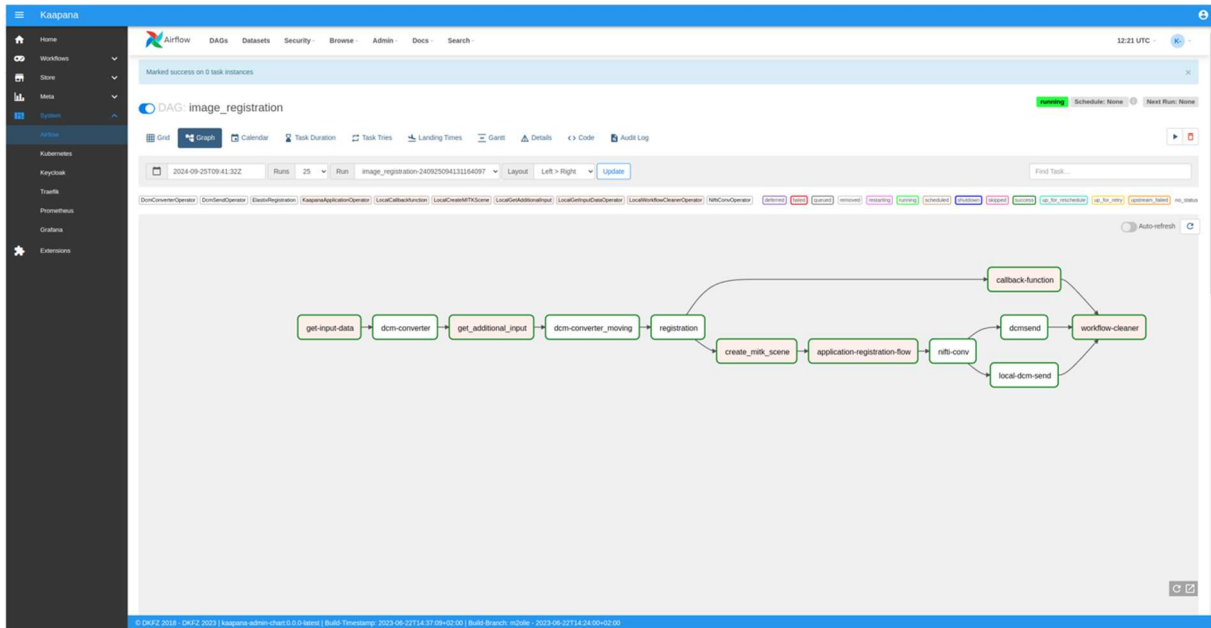 Kaapana
Home
Workflows
Store
Meta
System
Airflow
Kubernetes
Keycloak
Traefik
Prometheus
Grafana
Extensions
Airflow DAGs Datasets Security Browse Admin Docs Search 12:21 UTC K-
Marked success on 0 task instances ×
DAG: image_registration running Schedule: None Next Run: None
Grid Graph Calendar Task Duration Task Tries Landing Times Gantt Details <> Code Audit Log
2024-09-25T09:41:32Z Runs 25 Run image_registration-240925094131164097 Layout Left > Right Update Find Task...
DcmConverterOperator DcmSendOperator ElastixRegistration KaapanaApplicationOperator LocalCallbackfunction LocalCreateMITKScene LocalGetAdditionalInput LocalGetInputDataOperator LocalWorkflowCleanerOperator NiftiConvOperator deferred failed queued removed restarting running scheduled shutdown skipped success up_for_reschedule up_for_retry upstream_failed no_status
Auto-refresh
callback-function
get-input-data dcm-converter get_additional_input dcm-converter_moving registration dcmsend workflow-cleaner
create_mitk_scene application-registration-flow nifti-conv
local-dcm-send
© DKFZ 2018 - DKFZ 2023 | kaapana-admin-chart:0.0.0-latest | Build-Timestamp: 2023-06-22T14:37:09+02:00 | Build-Branch: m2olie - 2023-06-22T14:24:00+02:00